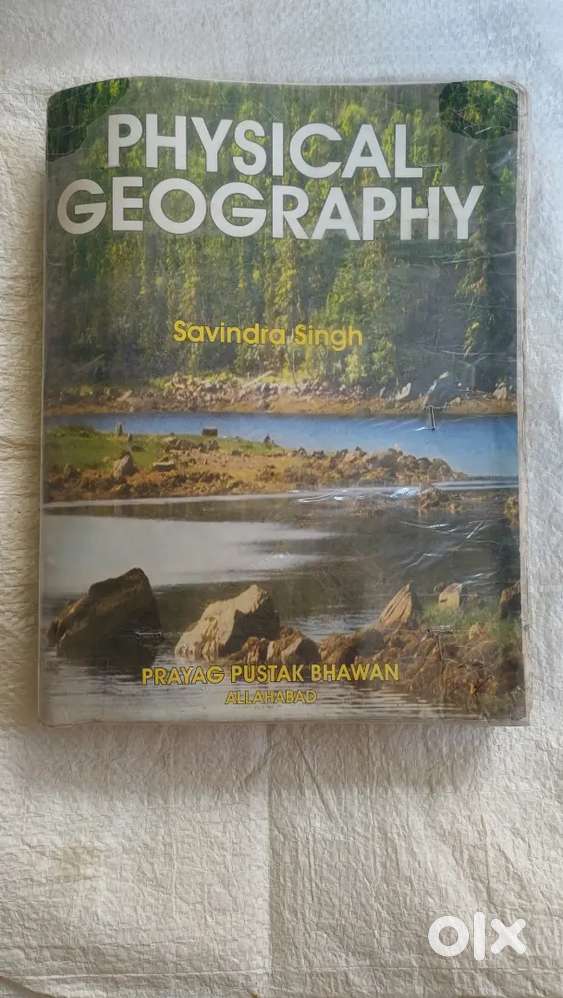 PHYSICAL
GEOGRAPHY
Savindra Singh
PRAYAG PUSTAK BHAWAN
ALLAHABAD
olx